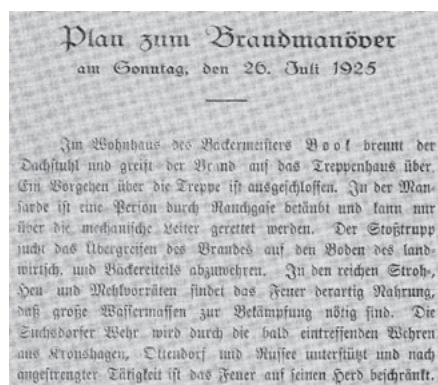 Plan zum Brandmanöver
am Sonntag, den 26. Juli 1925
Im Wohnhaus des Bäckermeisters Book brennt der
Dachstuhl und greift der Brand auf das Treppenhaus über.
Ein Vorgehen über die Treppe ist ausgeschlossen. In der Man-
sarde ist eine Person durch Rauchgase betäubt und kann nur
über die mechanische Leiter gerettet werden. Der Stoßtrupp
sucht das Übergreifen des Brandes auf den Boden des land-
wirtsch. und Bäckereiteils abzuwehren. In den reichen Stroh-,
Heu und Mehlvorräten findet das Feuer derartig Nahrung,
daß große Wassermassen zur Bekämpfung nötig sind. Die
Suchsdorfer Wehr wird durch die bald eintreffenden Wehren
aus Kronshagen, Ottendorf und Russee unterstützt und nach
angestrengter Tätigkeit ist das Feuer auf seinen Herd beschränkt.